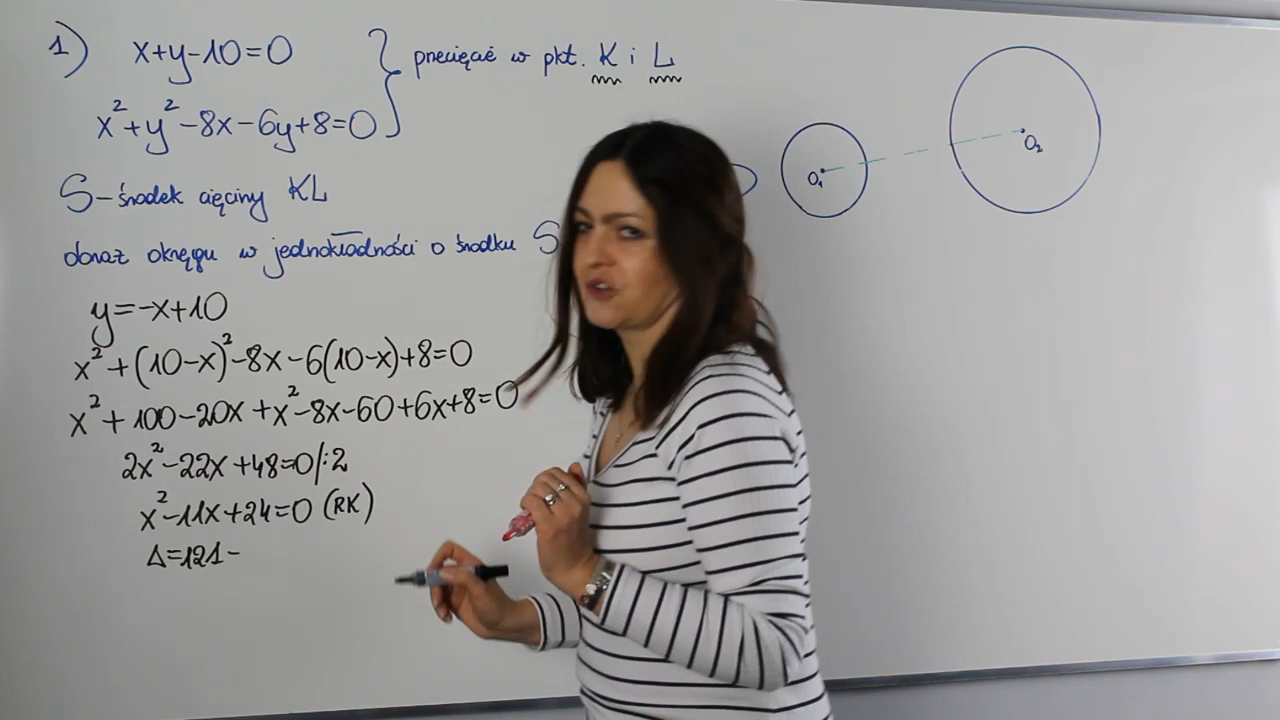 1) x+y-10=0 } przecięcie w pkt. K i L
x²+y²-8x-6y+8=0
S-środek cięciwy KL
obraz okręgu w jednokładności o środku S
y=-x+10
x²+(10-x)²-8x-6(10-x)+8=0
x²+100-20x+x²-8x-60+6x+8=0
2x²-22x+48=0/:2
x²-11x+24=0 (RK)
Δ=121-
O₁
O₂